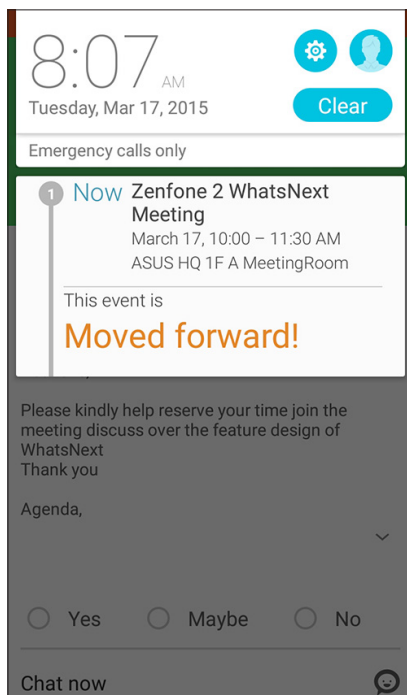 8:07 AM
Tuesday, Mar 17, 2015
Clear
Emergency calls only
1 Now Zenfone 2 WhatsNext
Meeting
March 17, 10:00 – 11:30 AM
ASUS HQ 1F A MeetingRoom
This event is
Moved forward!
Please kindly help reserve your time join the
meeting discuss over the feature design of
WhatsNext
Thank you
Agenda,
Yes Maybe No
Chat now